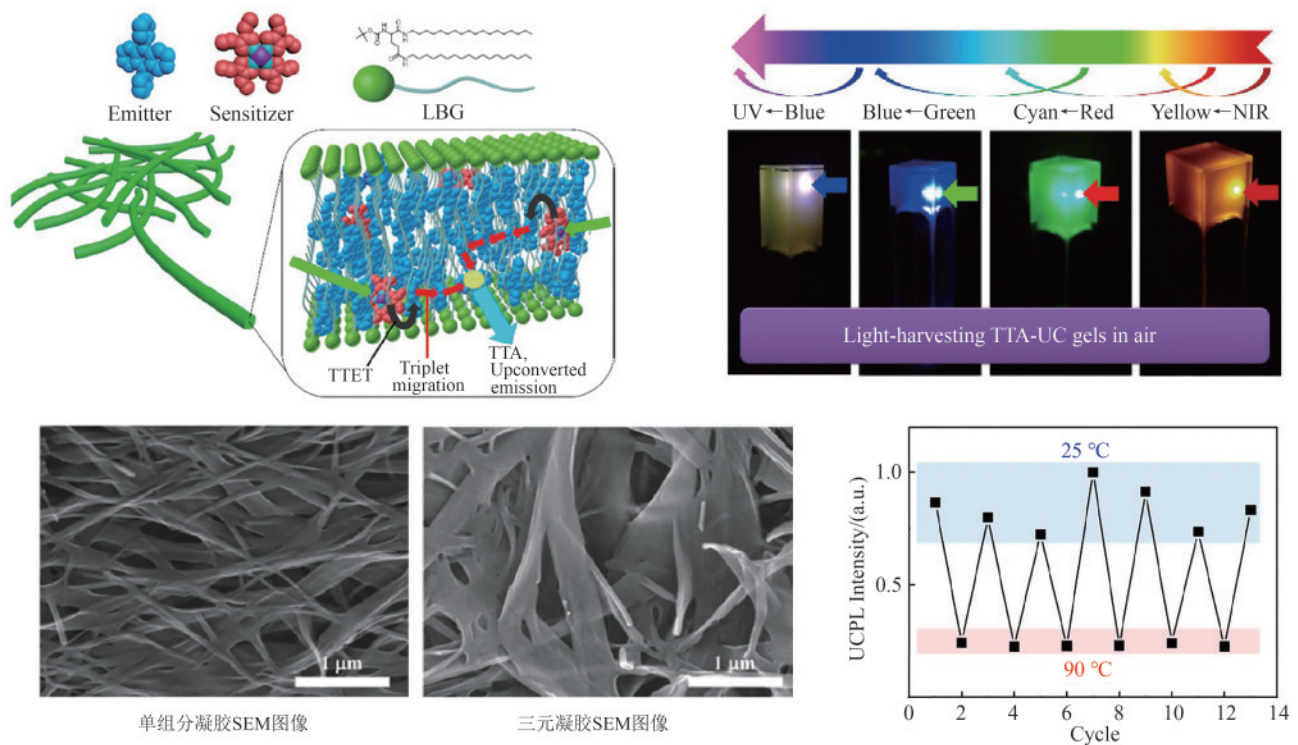 Emitter
Sensitizer
LBG
O
N
H
O
O
H
N
O
N
H
TTET
Triplet
migration
TTA,
Upconverted
emission
UV←Blue
Blue←Green
Cyan←Red
Yellow←NIR
Light-harvesting TTA-UC gels in air
1 μm
单组分凝胶SEM图像
1 μm
三元凝胶SEM图像
UCPL Intensity/(a.u.)
1.0
0.5
25 °C
90 °C
0
2
4
6
8
10
12
14
Cycle